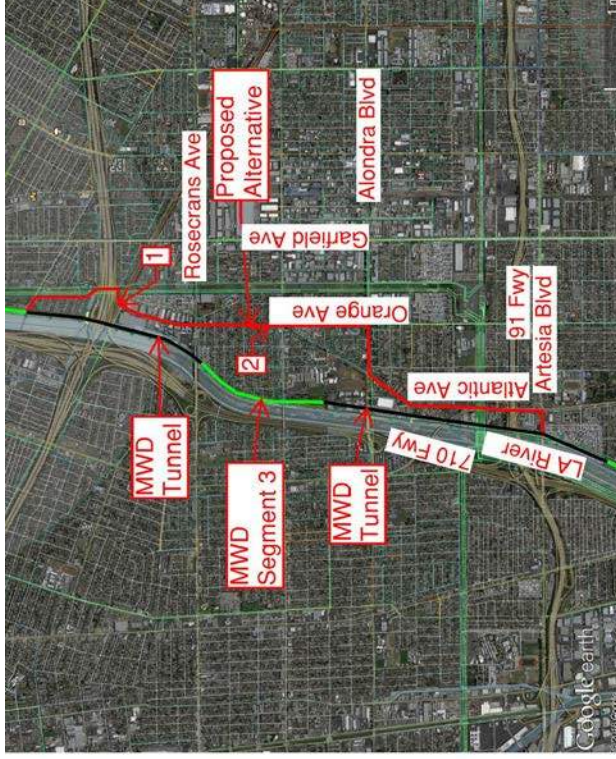 1
Rosecrans Ave
Proposed
Alternative
Garfield Ave
Alondra Blvd
2
Orange Ave
MWD
Tunnel
MWD
Segment 3
MWD
Tunnel
Atlantic Ave
91 Fwy
Artesia Blvd
710 Fwy
LA River
Google earth